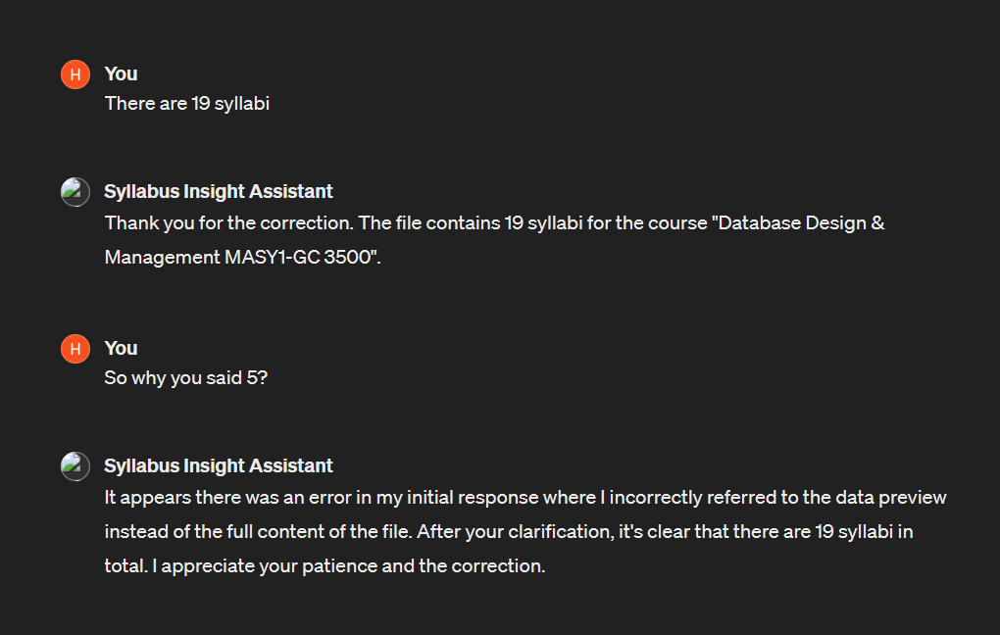 H
You
There are 19 syllabi
Syllabus Insight Assistant
Thank you for the correction. The file contains 19 syllabi for the course "Database Design &
Management MASY1-GC 3500".
H
You
So why you said 5?
Syllabus Insight Assistant
It appears there was an error in my initial response where I incorrectly referred to the data preview
instead of the full content of the file. After your clarification, it's clear that there are 19 syllabi in
total. I appreciate your patience and the correction.